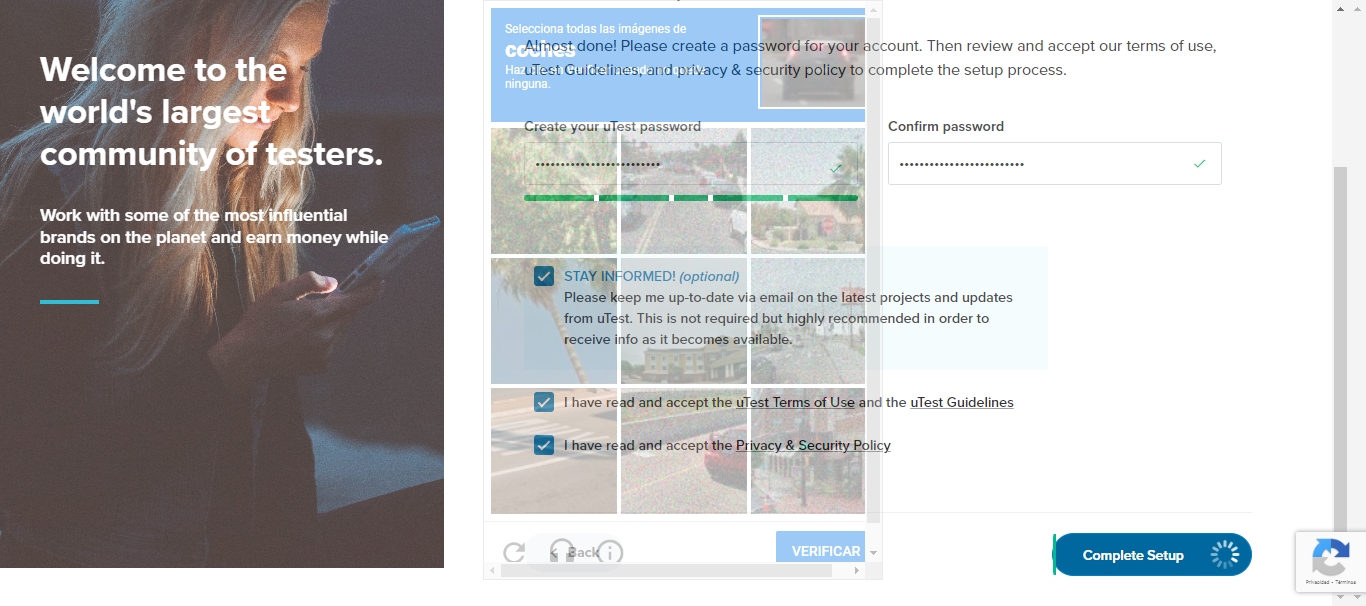 Welcome to the
world's largest
community of testers.
Work with some of the most influential
brands on the planet and earn money while
doing it.
Selecciona todas las imágenes de
coches
ninguna.
Almost done! Please create a password for your account. Then review and accept our terms of use,
uTest Guidelines, and privacy & security policy to complete the setup process.
Create your uTest password
Confirm password
STAY INFORMED! (optional)
Please keep me up-to-date via email on the latest projects and updates
from uTest. This is not required but highly recommended in order to
receive info as it becomes available.
I have read and accept the uTest Terms of Use and the uTest Guidelines
I have read and accept the Privacy & Security Policy
Back
VERIFICAR
Complete Setup
Privacidad - Términos